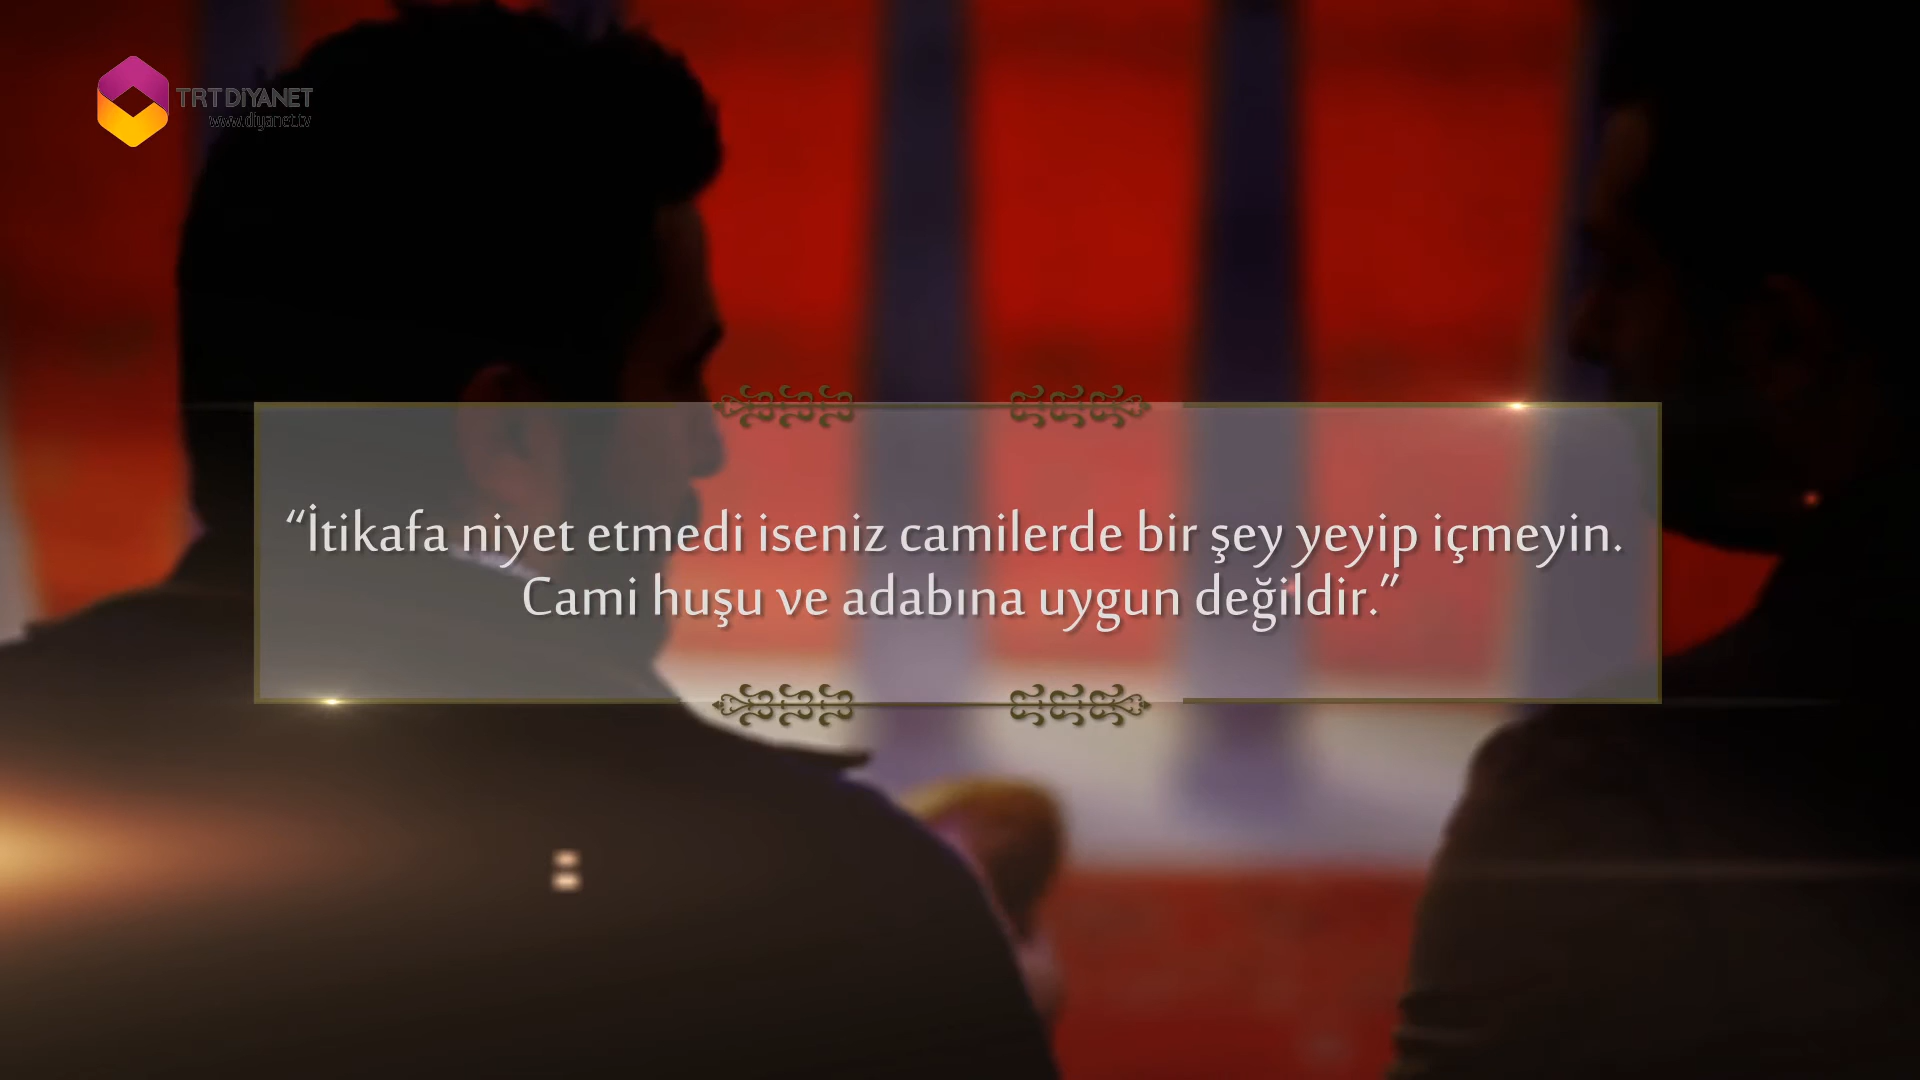 TRT DİYANET
www.diyanet.tv
“İtikafa niyet etmedi iseniz camilerde bir şey yeyip içmeyin.
Cami huşu ve adabına uygun değildir.”